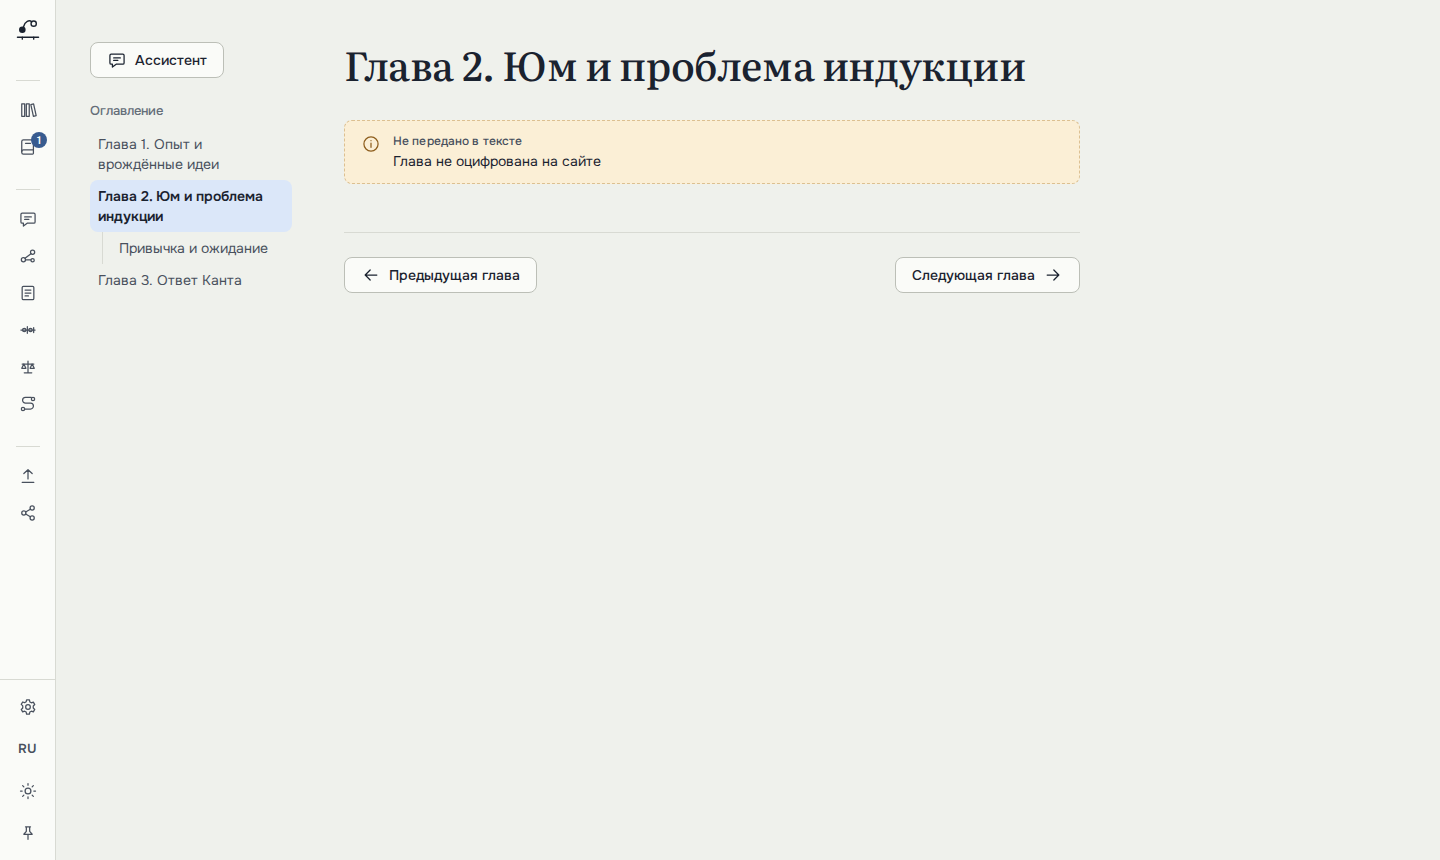 Ассистент
Оглавление
Глава 1. Опыт и
врождённые идеи
Глава 2. Юм и проблема
индукции
Привычка и ожидание
Глава 3. Ответ Канта
Глава 2. Юм и проблема индукции
Не передано в тексте
Глава не оцифрована на сайте
Предыдущая глава
Следующая глава
1
RU